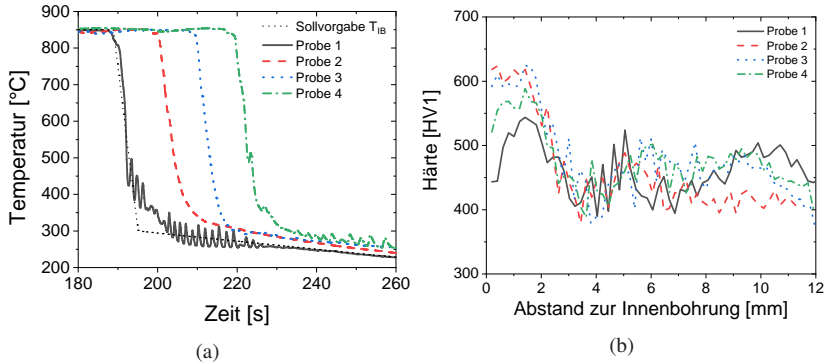 900
800
700
600
500
400
300
200
Temperatur [°C]
180 200 220 240 260
Zeit [s]
Sollvorgabe T_IB
Probe 1
Probe 2
Probe 3
Probe 4
(a)
700
600
500
400
300
Härte [HV1]
0 2 4 6 8 10 12
Abstand zur Innenbohrung [mm]
Probe 1
Probe 2
Probe 3
Probe 4
(b)